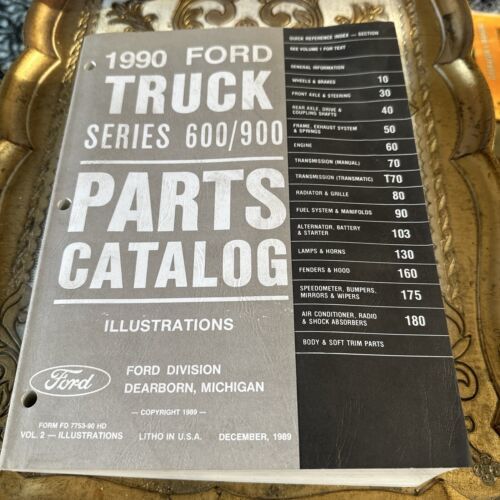 1990 FORD
TRUCK
SERIES 600/900
PARTS
CATALOG
ILLUSTRATIONS
Ford
FORD DIVISION
DEARBORN, MICHIGAN
— COPYRIGHT 1989 —
FORM FD 7753-90 HD
VOL. 2 — ILLUSTRATIONS LITHO IN U.S.A. DECEMBER, 1989
QUICK REFERENCE INDEX — SECTION
SEE VOLUME 1 FOR TEXT
GENERAL INFORMATION
WHEELS & BRAKES 10
FRONT AXLE & STEERING 30
REAR AXLE, DRIVE &
COUPLING SHAFTS 40
FRAME, EXHAUST SYSTEM
& SPRINGS 50
ENGINE 60
TRANSMISSION (MANUAL) 70
TRANSMISSION (TRANSMATIC) T70
RADIATOR & GRILLE 80
FUEL SYSTEM & MANIFOLDS 90
ALTERNATOR, BATTERY
& STARTER 103
LAMPS & HORNS 130
FENDERS & HOOD 160
SPEEDOMETER, BUMPERS,
MIRRORS & WIPERS 175
AIR CONDITIONER, RADIO
& SHOCK ABSORBERS 180
BODY & SOFT TRIM PARTS